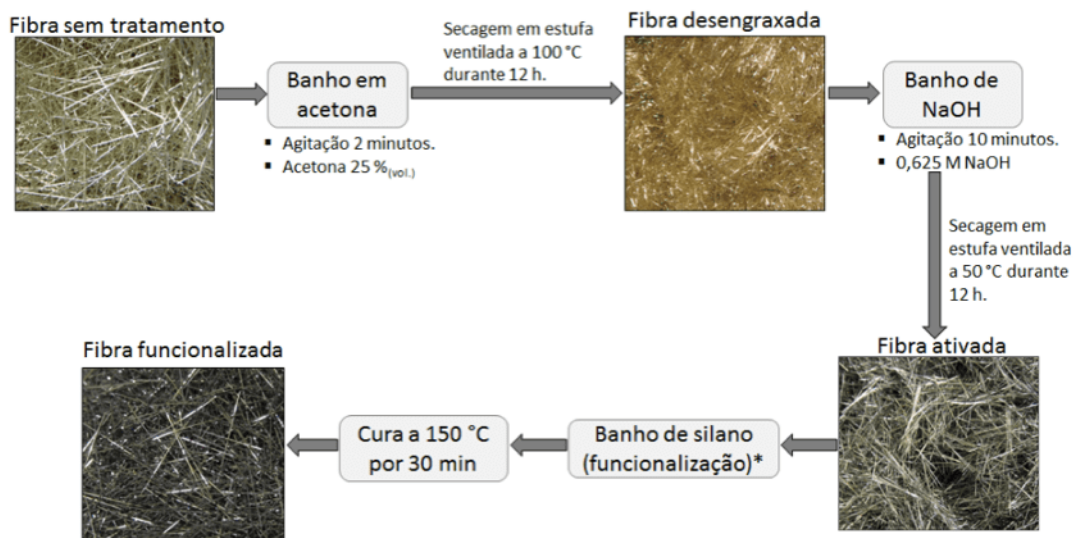 Fibra sem tratamento
Banho em
acetona
▪ Agitação 2 minutos.
▪ Acetona 25 %(vol.)
Secagem em estufa
ventilada a 100 °C
durante 12 h.
Fibra desengraxada
Banho de
NaOH
▪ Agitação 10 minutos.
▪ 0,625 M NaOH
Secagem em
estufa ventilada
a 50 °C durante
12 h.
Fibra ativada
Banho de silano
(funcionalização)*
Cura a 150 °C
por 30 min
Fibra funcionalizada